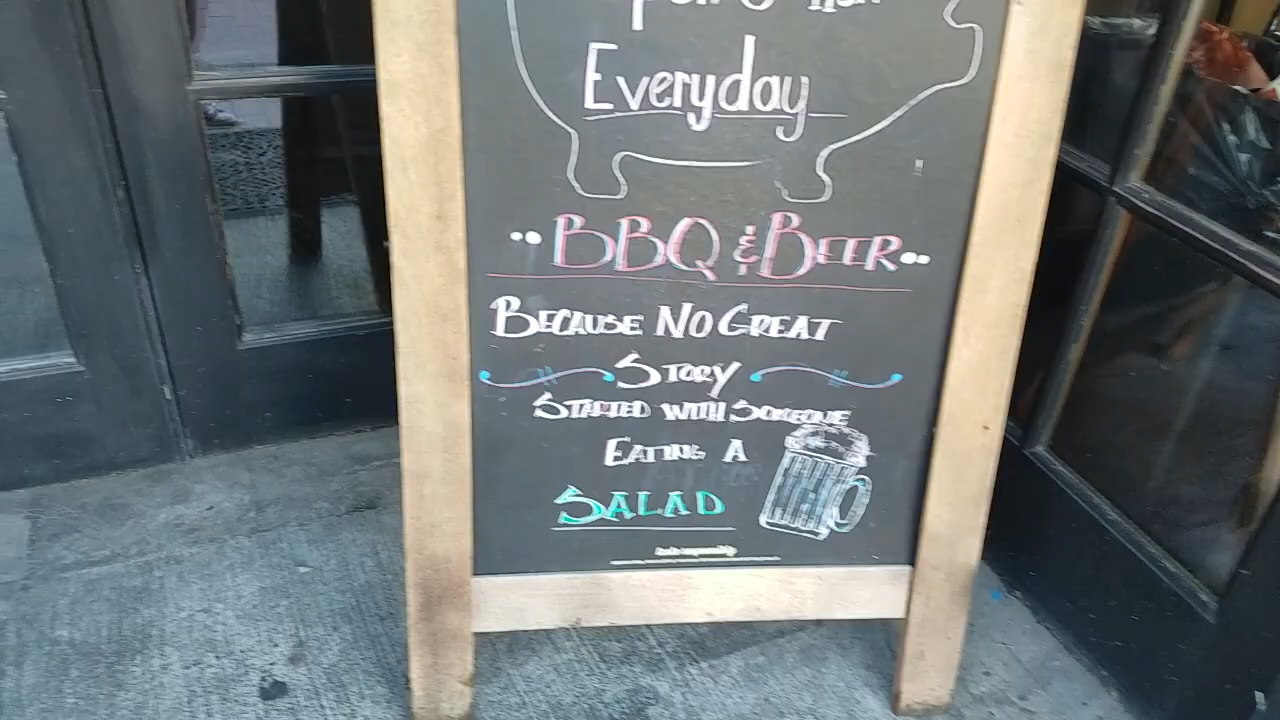 Everyday
BBQ & BEER
BECAUSE NO GREAT
STORY
STARTED WITH SOMEONE
EATING A
SALAD